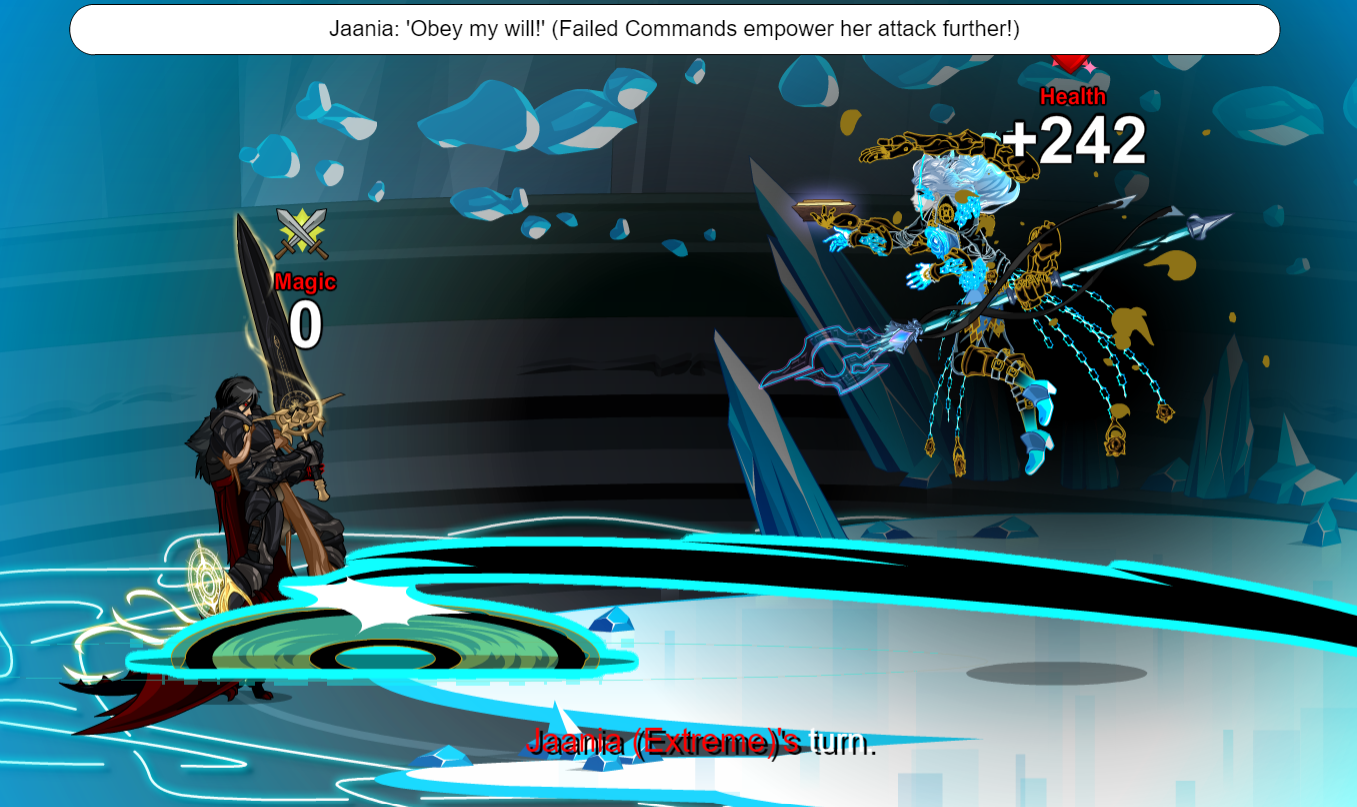 Jaania: 'Obey my will!' (Failed Commands empower her attack further!)
Health
+242
Magic
0
Jaania (Extreme)'s turn.